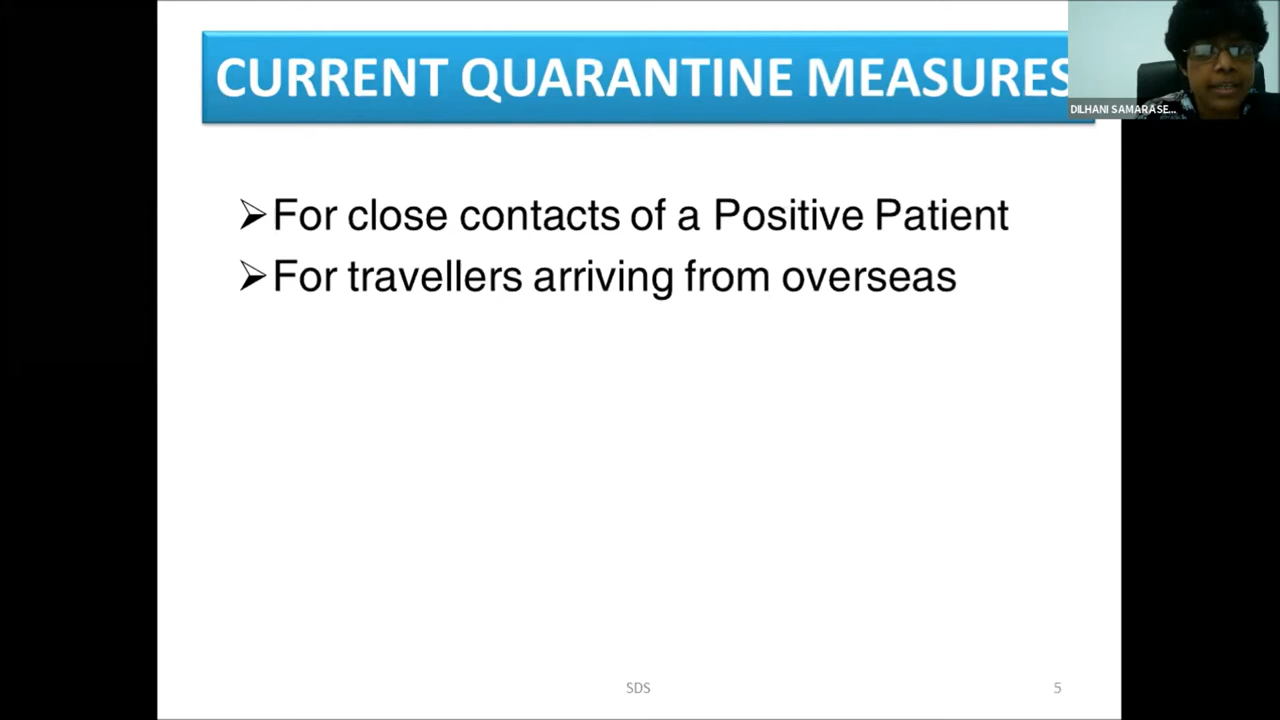 CURRENT QUARANTINE MEASURES
DILHANI SAMARASE...
➢For close contacts of a Positive Patient
➢For travellers arriving from overseas
SDS
5